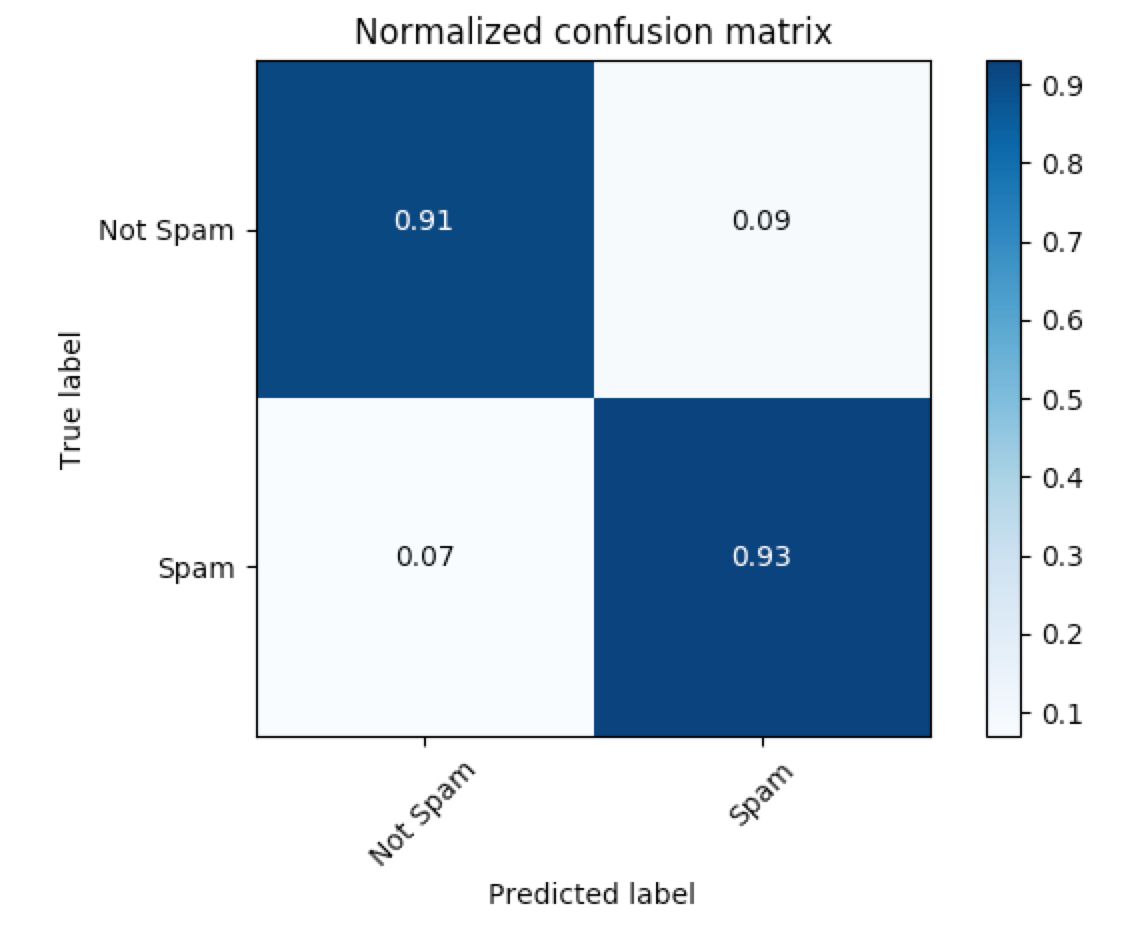 Normalized confusion matrix
True label
Not Spam
0.91
0.09
Spam
0.07
0.93
Not Spam
Spam
Predicted label
0.9
0.8
0.7
0.6
0.5
0.4
0.3
0.2
0.1